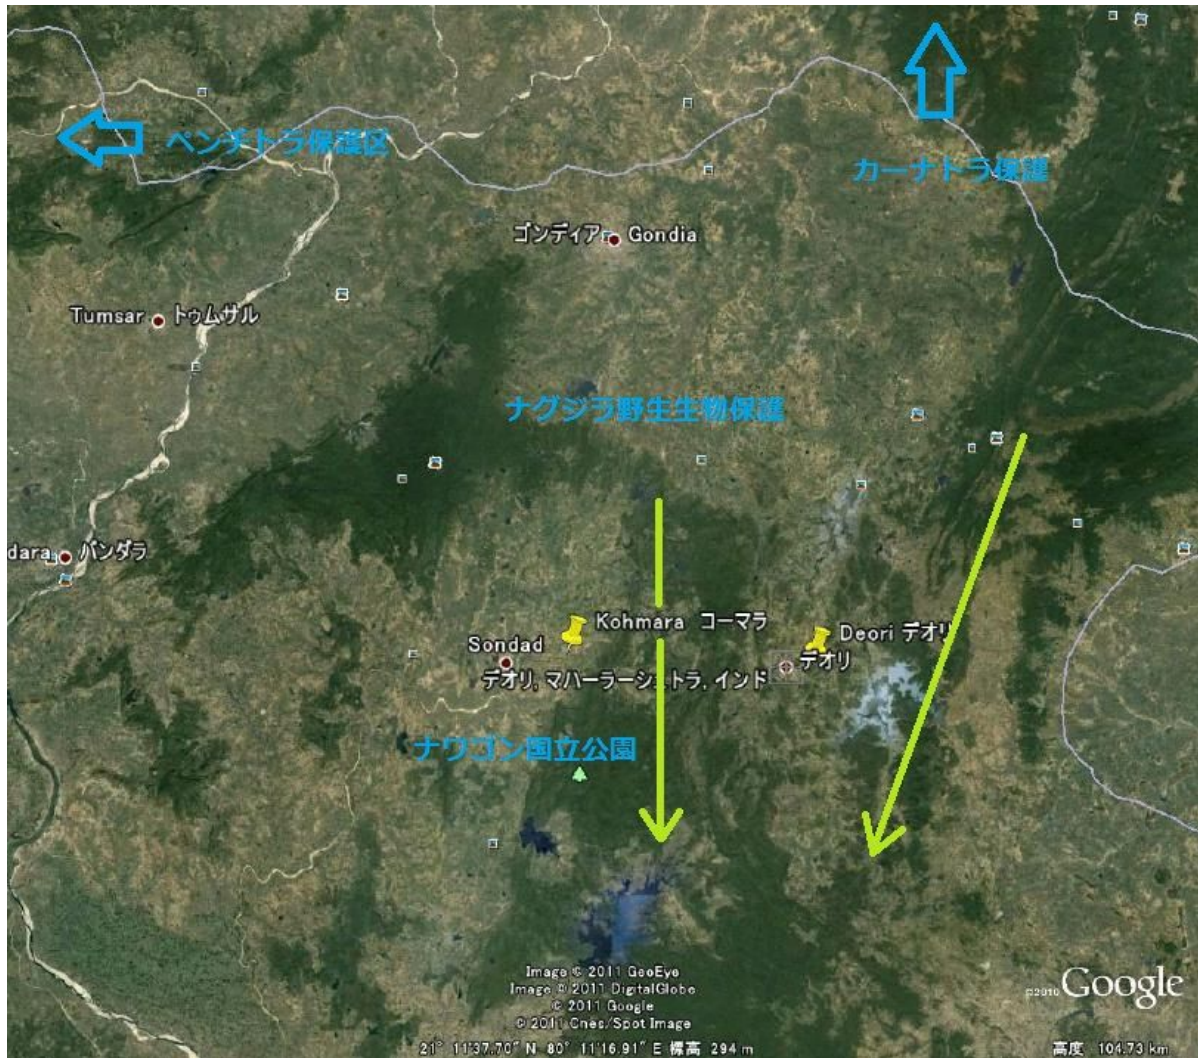 ペンチトラ保護区
カーナトラ保護
ゴンディア Gondia
Tumsar トゥムサル
ナグジラ野生生物保護
dara バンダラ
Kohmara コーマラ
Deori デオリ
Sondad
デオリ
デオリ, マハーラーシュトラ, インド
ナワゴン国立公園
Image © 2011 GeoEye
Image © 2011 DigitalGlobe
© 2011 Google
© 2011 Cnes/Spot Image
©2010 Google
21° 11'37.70" N 80° 11'16.91" E 標高 294 m
高度 104.73 km